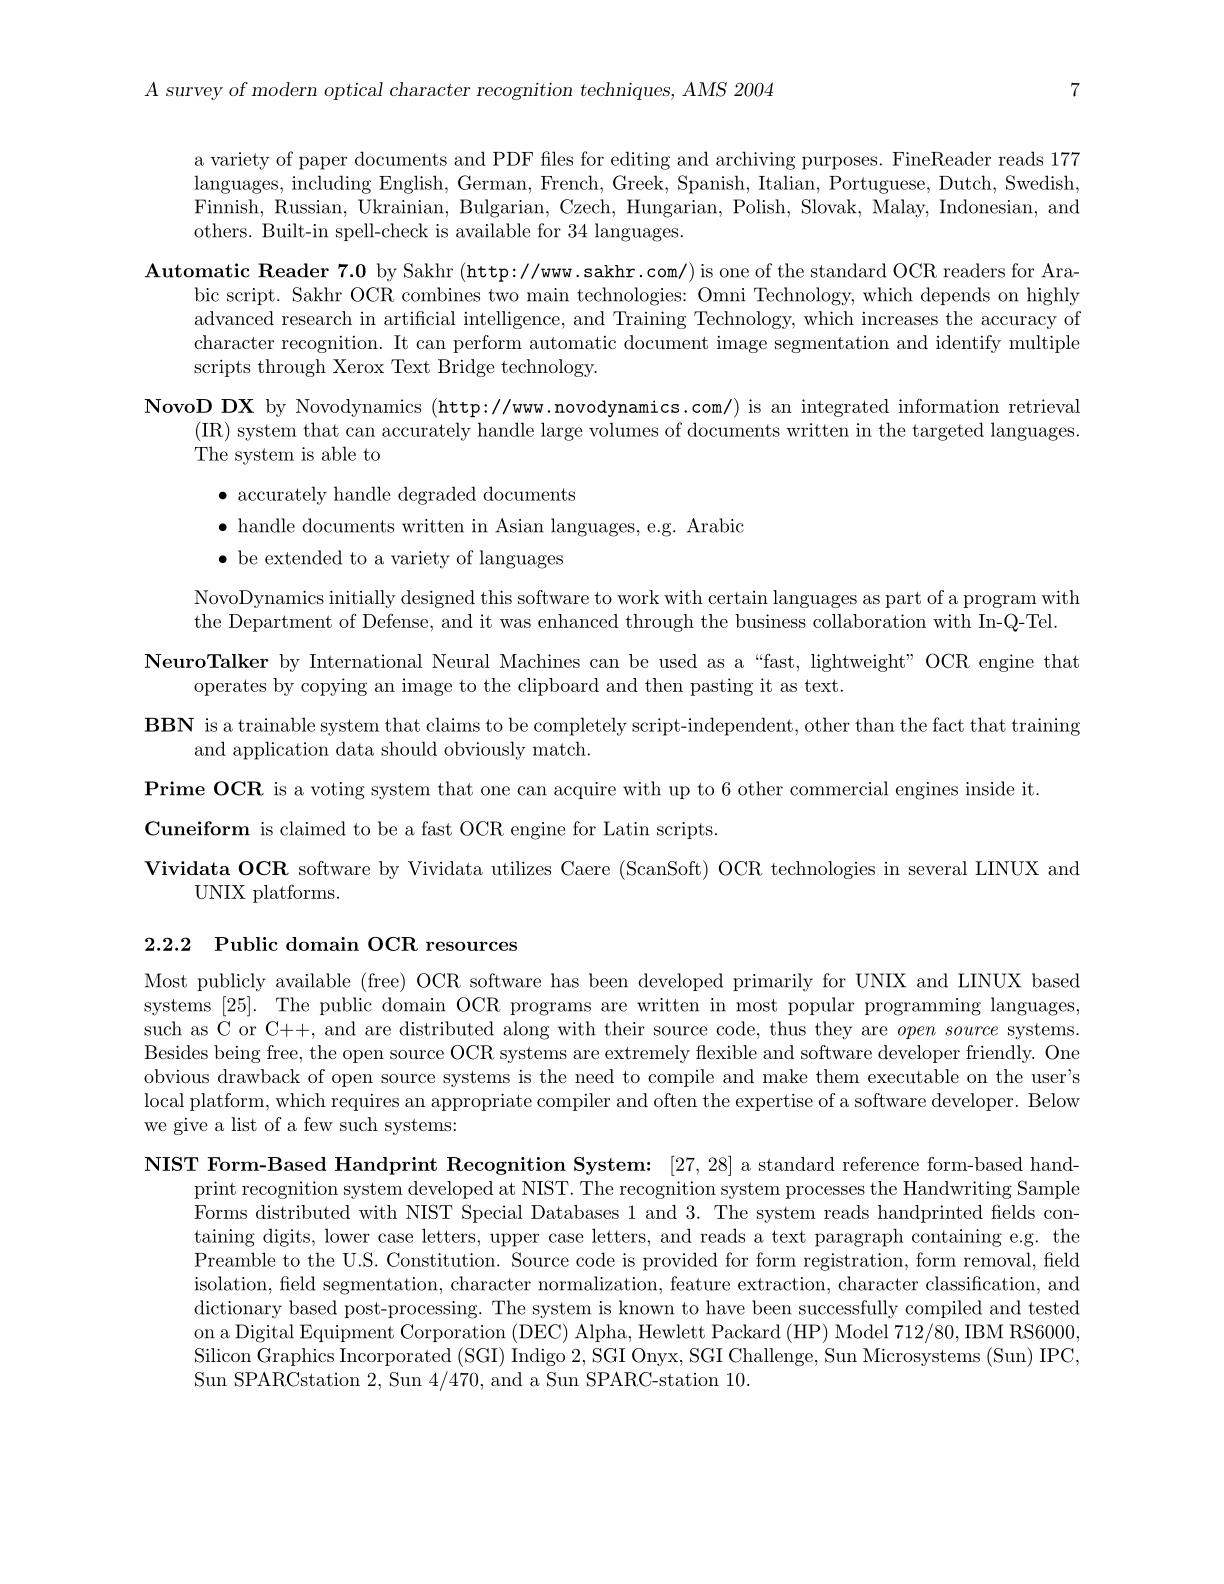 A survey of modern optical character recognition techniques, AMS 2004 7
a variety of paper documents and PDF files for editing and archiving purposes. FineReader reads 177
languages, including English, German, French, Greek, Spanish, Italian, Portuguese, Dutch, Swedish,
Finnish, Russian, Ukrainian, Bulgarian, Czech, Hungarian, Polish, Slovak, Malay, Indonesian, and
others. Built-in spell-check is available for 34 languages.
Automatic Reader 7.0 by Sakhr (http://www.sakhr.com/) is one of the standard OCR readers for Ara-
bic script. Sakhr OCR combines two main technologies: Omni Technology, which depends on highly
advanced research in artificial intelligence, and Training Technology, which increases the accuracy of
character recognition. It can perform automatic document image segmentation and identify multiple
scripts through Xerox Text Bridge technology.
NovoD DX by Novodynamics (http://www.novodynamics.com/) is an integrated information retrieval
(IR) system that can accurately handle large volumes of documents written in the targeted languages.
The system is able to
• accurately handle degraded documents
• handle documents written in Asian languages, e.g. Arabic
• be extended to a variety of languages
NovoDynamics initially designed this software to work with certain languages as part of a program with
the Department of Defense, and it was enhanced through the business collaboration with In-Q-Tel.
NeuroTalker by International Neural Machines can be used as a “fast, lightweight” OCR engine that
operates by copying an image to the clipboard and then pasting it as text.
BBN is a trainable system that claims to be completely script-independent, other than the fact that training
and application data should obviously match.
Prime OCR is a voting system that one can acquire with up to 6 other commercial engines inside it.
Cuneiform is claimed to be a fast OCR engine for Latin scripts.
Vividata OCR software by Vividata utilizes Caere (ScanSoft) OCR technologies in several LINUX and
UNIX platforms.
2.2.2 Public domain OCR resources
Most publicly available (free) OCR software has been developed primarily for UNIX and LINUX based
systems [25]. The public domain OCR programs are written in most popular programming languages,
such as C or C++, and are distributed along with their source code, thus they are open source systems.
Besides being free, the open source OCR systems are extremely flexible and software developer friendly. One
obvious drawback of open source systems is the need to compile and make them executable on the user's
local platform, which requires an appropriate compiler and often the expertise of a software developer. Below
we give a list of a few such systems:
NIST Form-Based Handprint Recognition System: [27, 28] a standard reference form-based hand-
print recognition system developed at NIST. The recognition system processes the Handwriting Sample
Forms distributed with NIST Special Databases 1 and 3. The system reads handprinted fields con-
taining digits, lower case letters, upper case letters, and reads a text paragraph containing e.g. the
Preamble to the U.S. Constitution. Source code is provided for form registration, form removal, field
isolation, field segmentation, character normalization, feature extraction, character classification, and
dictionary based post-processing. The system is known to have been successfully compiled and tested
on a Digital Equipment Corporation (DEC) Alpha, Hewlett Packard (HP) Model 712/80, IBM RS6000,
Silicon Graphics Incorporated (SGI) Indigo 2, SGI Onyx, SGI Challenge, Sun Microsystems (Sun) IPC,
Sun SPARCstation 2, Sun 4/470, and a Sun SPARC-station 10.